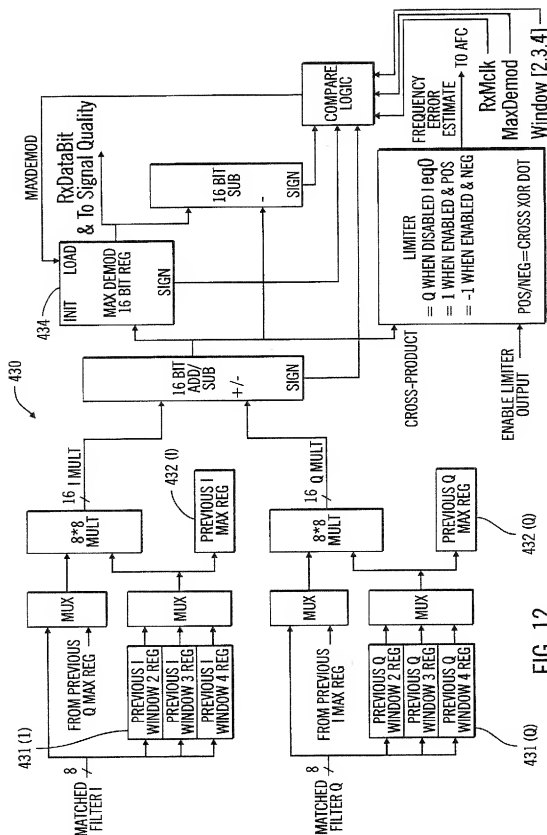 430
MATCHED
FILTER I
8
431 (1)
FROM PREVIOUS
Q MAX REG
PREVIOUS I
WINDOW 2 REG
PREVIOUS I
WINDOW 3 REG
PREVIOUS I
WINDOW 4 REG
MUX
MUX
8*8
MULT
16
I MULT
PREVIOUS I
MAX REG
432 (I)
MATCHED
FILTER Q
8
431 (Q)
FROM PREVIOUS
I MAX REG
PREVIOUS Q
WINDOW 2 REG
PREVIOUS Q
WINDOW 3 REG
PREVIOUS Q
WINDOW 4 REG
MUX
MUX
8*8
MULT
16
Q MULT
PREVIOUS Q
MAX REG
432 (Q)
16 BIT
ADD/
SUB
+/-
SIGN
434
INIT
LOAD
MAX DEMOD
16 BIT REG
SIGN
MAXDEMOD
RxDataBit
& To Signal Quality
16 BIT
SUB
-
SIGN
COMPARE
LOGIC
CROSS-PRODUCT
ENABLE LIMITER
OUTPUT
LIMITER
= Q WHEN DISABLED I eq0
= 1 WHEN ENABLED & POS
= -1 WHEN ENABLED & NEG
POS/NEG=CROSS XOR DOT
FREQUENCY
ERROR
ESTIMATE
TO AFC
RxMclk
MaxDemod
Window [2.3.4]
FIG. 12